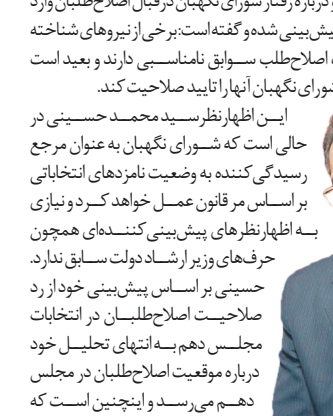 درباره رفتار شورای نگهبان در قبال اصلاح‌طلبان وارد
پیش‌بینی شده و گفته است: برخی از نیروهای شناخته
اصلاح‌طلب سوابق نامناسبی دارند و بعید است
شورای نگهبان آنها را تایید صلاحیت کند.
این اظهارنظر سید محمد حسینی در
حالی است که شورای نگهبان به عنوان مرجع
رسیدگی‌کننده به وضعیت نامزدهای انتخاباتی
بر اساس مر قانون عمل خواهد کرد و نیازی
به اظهارنظرهای پیش‌بینی‌کننده‌ای همچون
حرف‌های وزیر ارشاد دولت سابق ندارد.
حسینی بر اساس پیش‌بینی خود از رد
صلاحیت اصلاح‌طلبان در انتخابات
مجلس دهم به انتهای تحلیل خود
درباره موقعیت اصلاح‌طلبان در مجلس
دهم می‌رسد و اینچنین است که